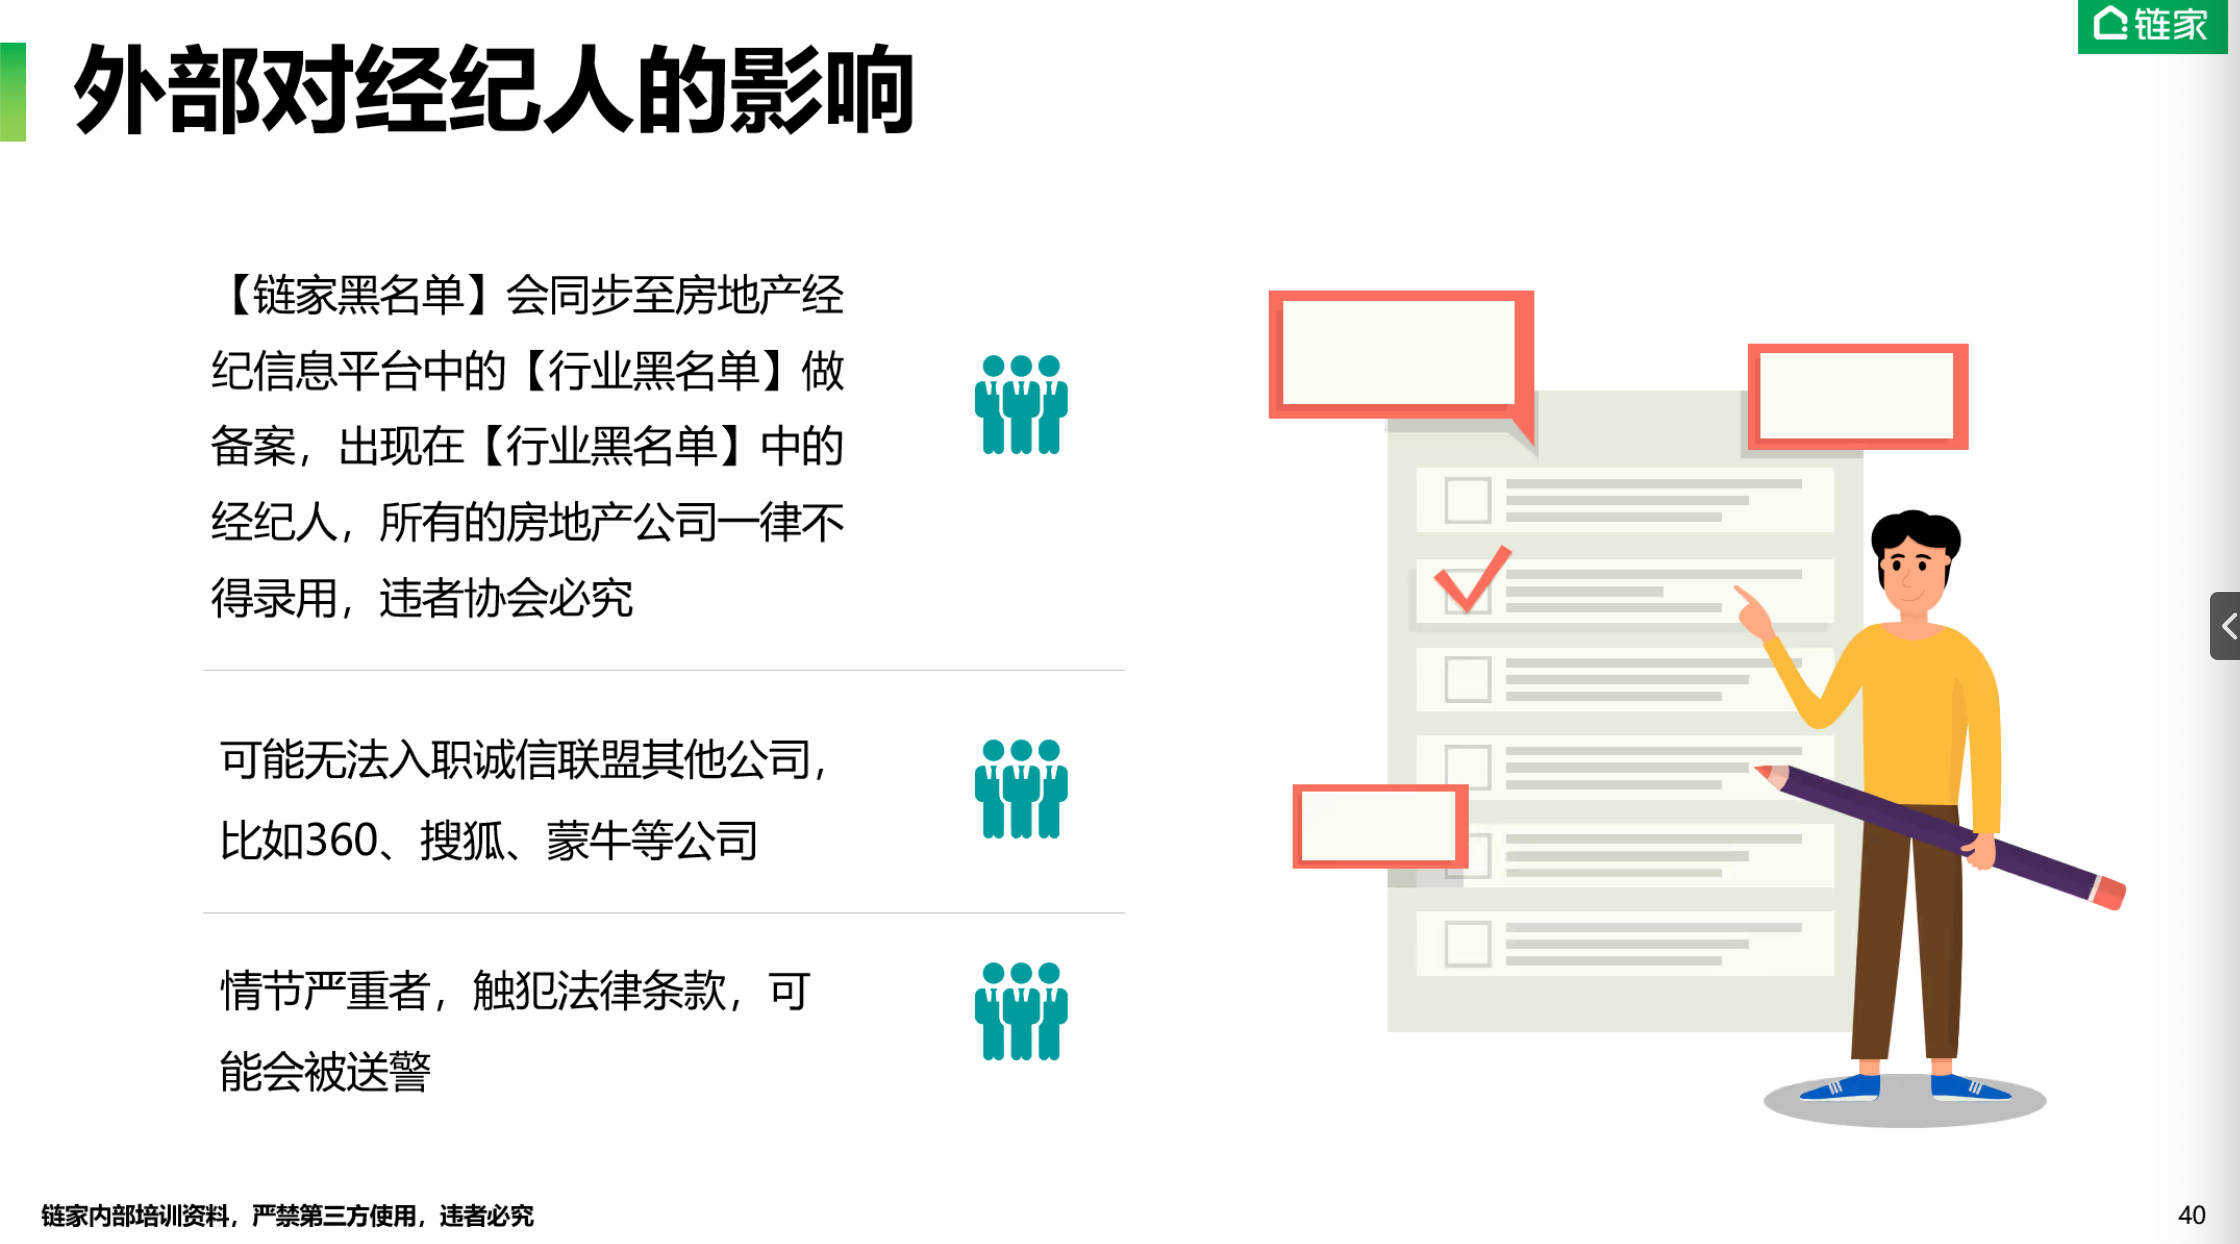 链家
外部对经纪人的影响
【链家黑名单】会同步至房地产经
纪信息平台中的【行业黑名单】做
备案，出现在【行业黑名单】中的
经纪人，所有的房地产公司一律不
得录用，违者协会必究
可能无法入职诚信联盟其他公司，
比如360、搜狐、蒙牛等公司
情节严重者，触犯法律条款，可
能会被送警
链家内部培训资料，严禁第三方使用，违者必究
40